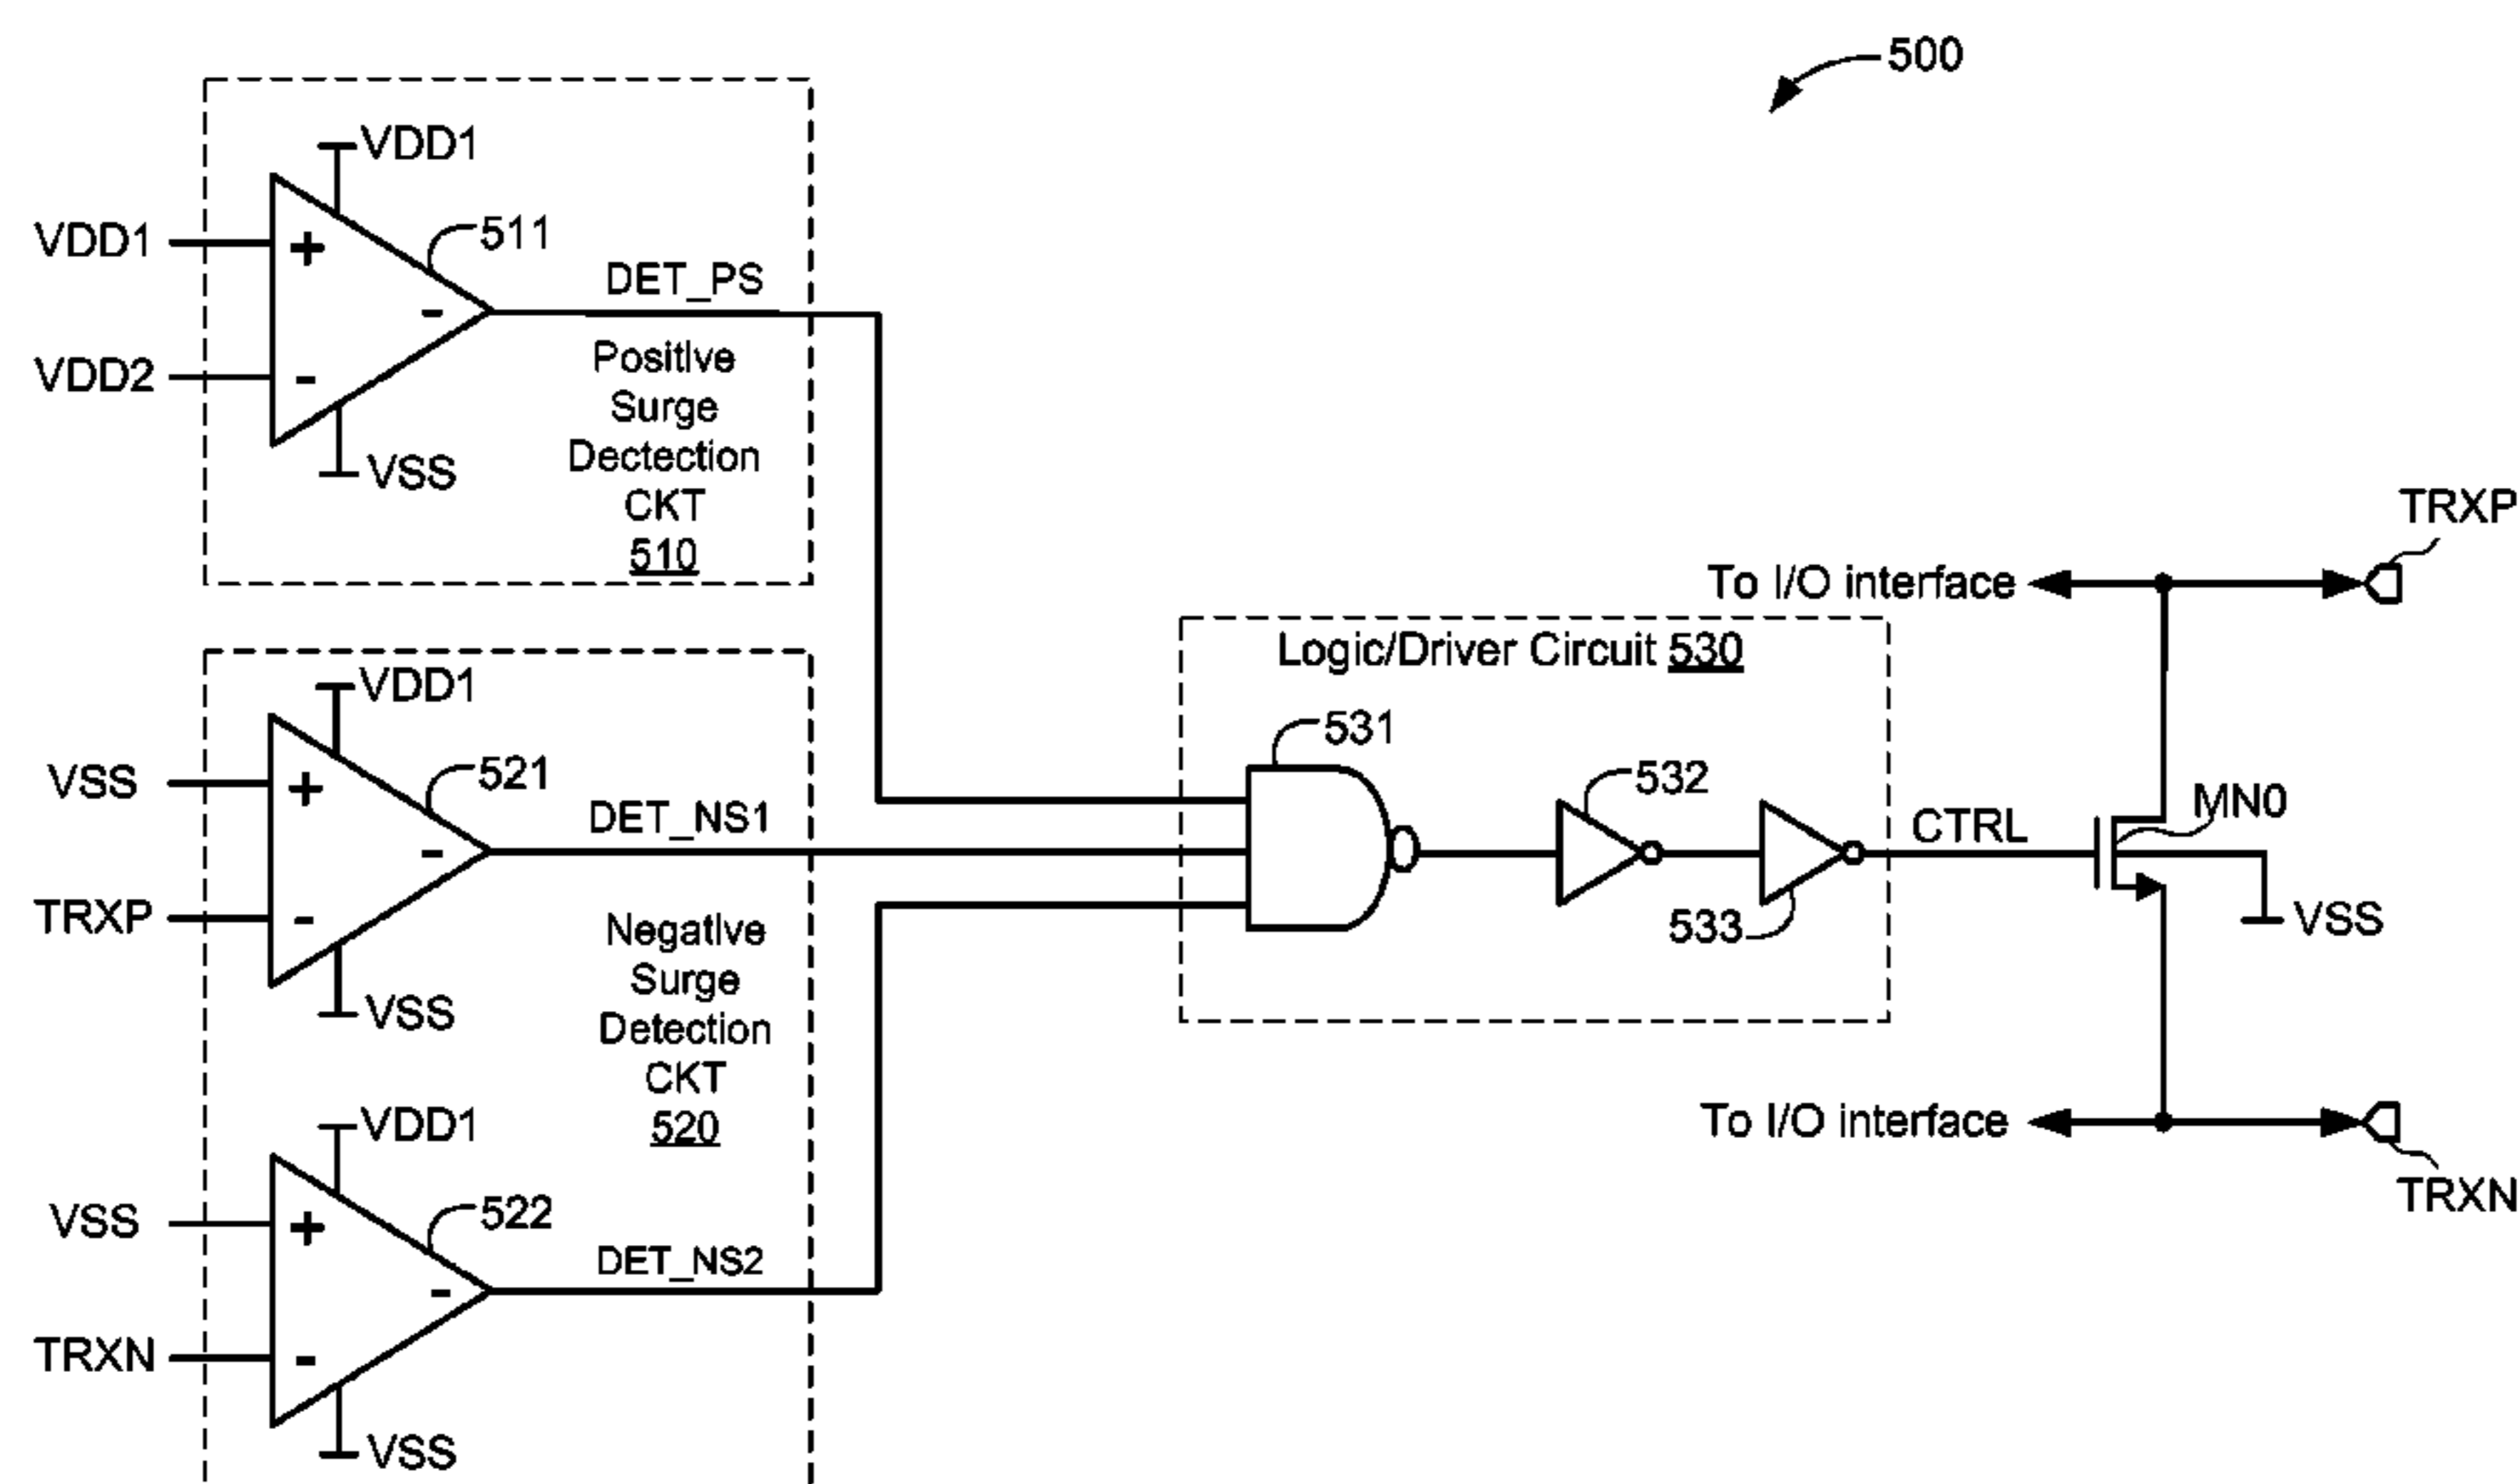 500
VDD1
VDD1
+
511
DET_PS
-
VDD2
-
VSS
Positive
Surge
Dectection
CKT
510
VDD1
VSS
+
521
DET_NS1
-
TRXP
-
VSS
Negative
Surge
Detection
CKT
520
VDD1
VSS
+
522
DET_NS2
-
TRXN
-
VSS
Logic/Driver Circuit 530
531
532
533
CTRL
MN0
VSS
To I/O interface
TRXP
To I/O interface
TRXN